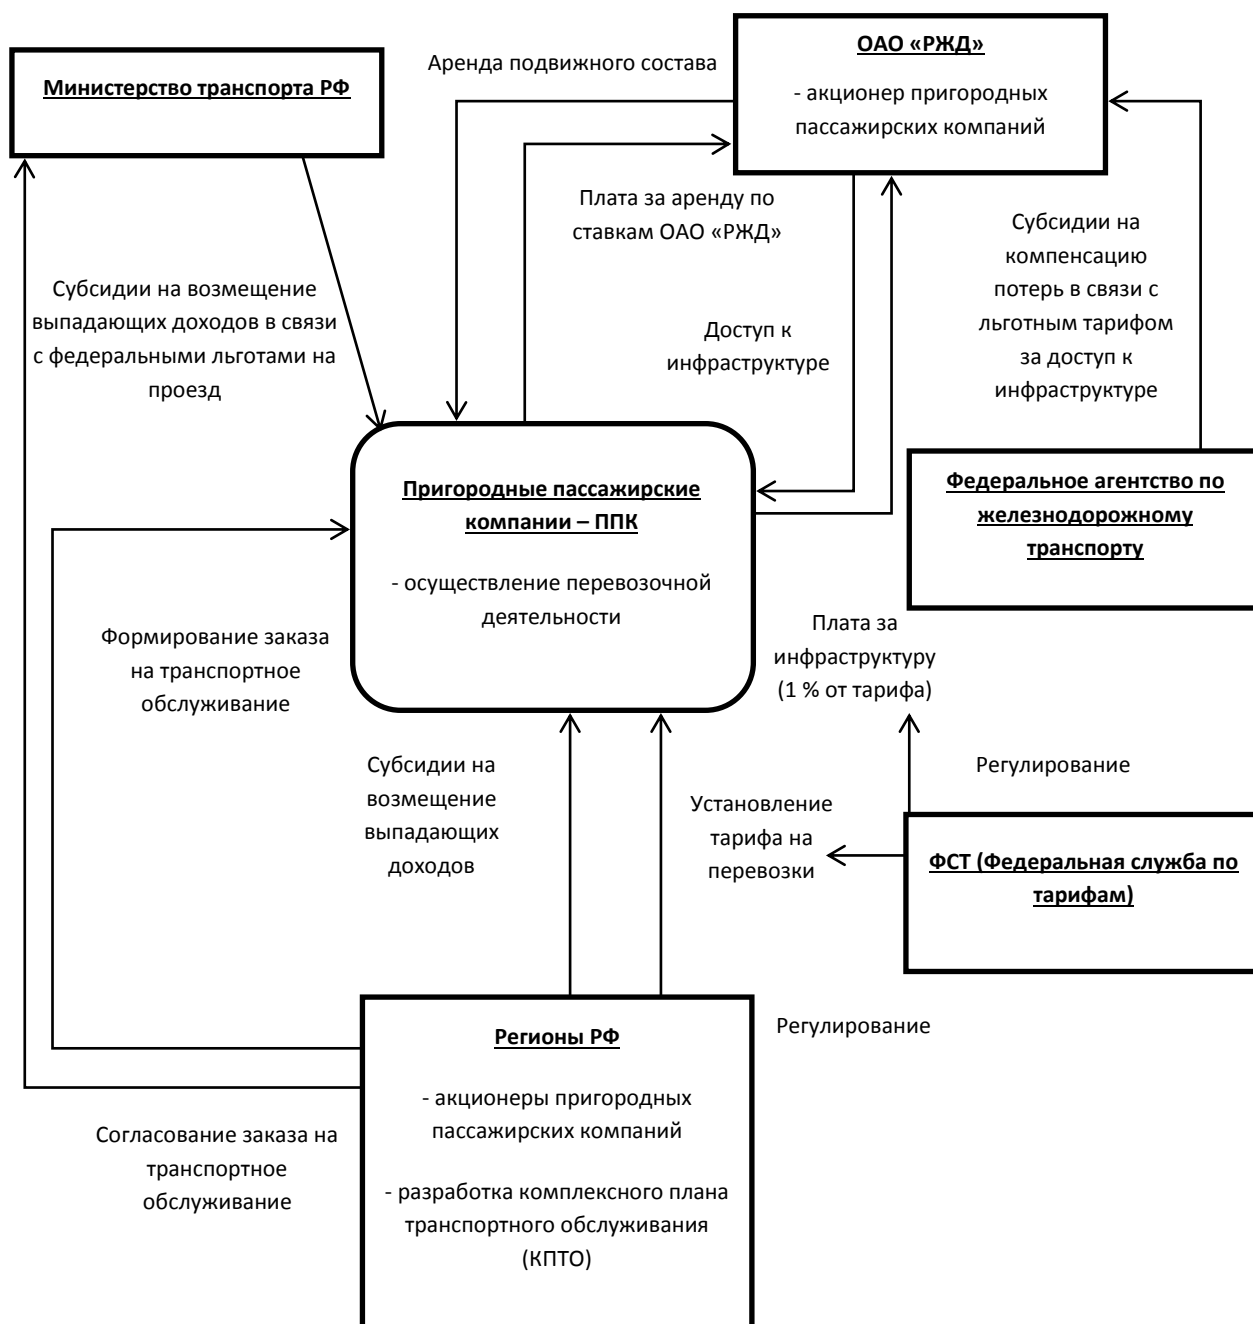 ОАО «РЖД»
- акционер пригородных
пассажирских компаний
Аренда подвижного состава
Министерство транспорта РФ
Плата за аренду по
ставкам ОАО «РЖД»
Субсидии на
компенсацию
потерь в связи с
льготным тарифом
за доступ к
инфраструктуре
Субсидии на возмещение
выпадающих доходов в связи
с федеральными льготами на
проезд
Доступ к
инфраструктуре
Пригородные пассажирские
компании – ППК
- осуществление перевозочной
деятельности
Федеральное агентство по
железнодорожному
транспорту
Формирование заказа
на транспортное
обслуживание
Плата за
инфраструктуру
(1 % от тарифа)
Субсидии на
возмещение
выпадающих
доходов
Регулирование
Установление
тарифа на
перевозки
ФСТ (Федеральная служба по
тарифам)
Регионы РФ
- акционеры пригородных
пассажирских компаний
- разработка комплексного плана
транспортного обслуживания
(КПТО)
Регулирование
Согласование заказа на
транспортное
обслуживание